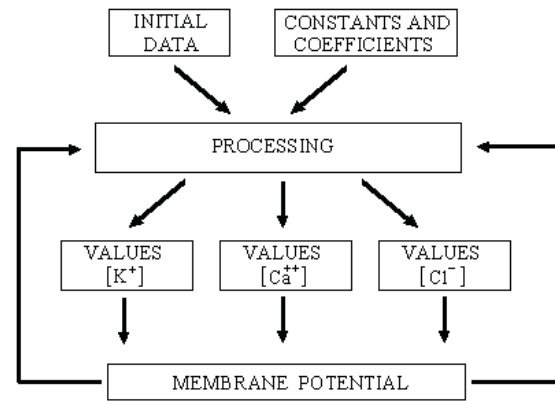 INITIAL
DATA
CONSTANTS AND
COEFFICIENTS
PROCESSING
VALUES
[K⁺]
VALUES
[Ca⁺⁺]
VALUES
[Cl⁻]
MEMBRANE POTENTIAL